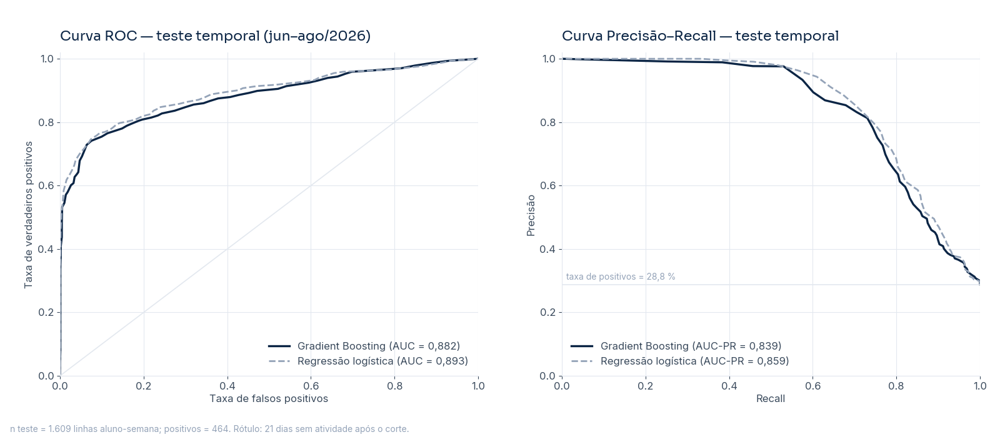 Curva ROC — teste temporal (jun–ago/2026)
Taxa de verdadeiros positivos
1.0
0.8
0.6
0.4
0.2
0.0
Gradient Boosting (AUC = 0,882)
Regressão logística (AUC = 0,893)
0.0 0.2 0.4 0.6 0.8 1.0
Taxa de falsos positivos
Curva Precisão–Recall — teste temporal
Precisão
1.0
0.8
0.6
0.4
taxa de positivos = 28,8 %
0.2
0.0
Gradient Boosting (AUC-PR = 0,839)
Regressão logística (AUC-PR = 0,859)
0.0 0.2 0.4 0.6 0.8 1.0
Recall
n teste = 1.609 linhas aluno-semana; positivos = 464. Rótulo: 21 dias sem atividade após o corte.